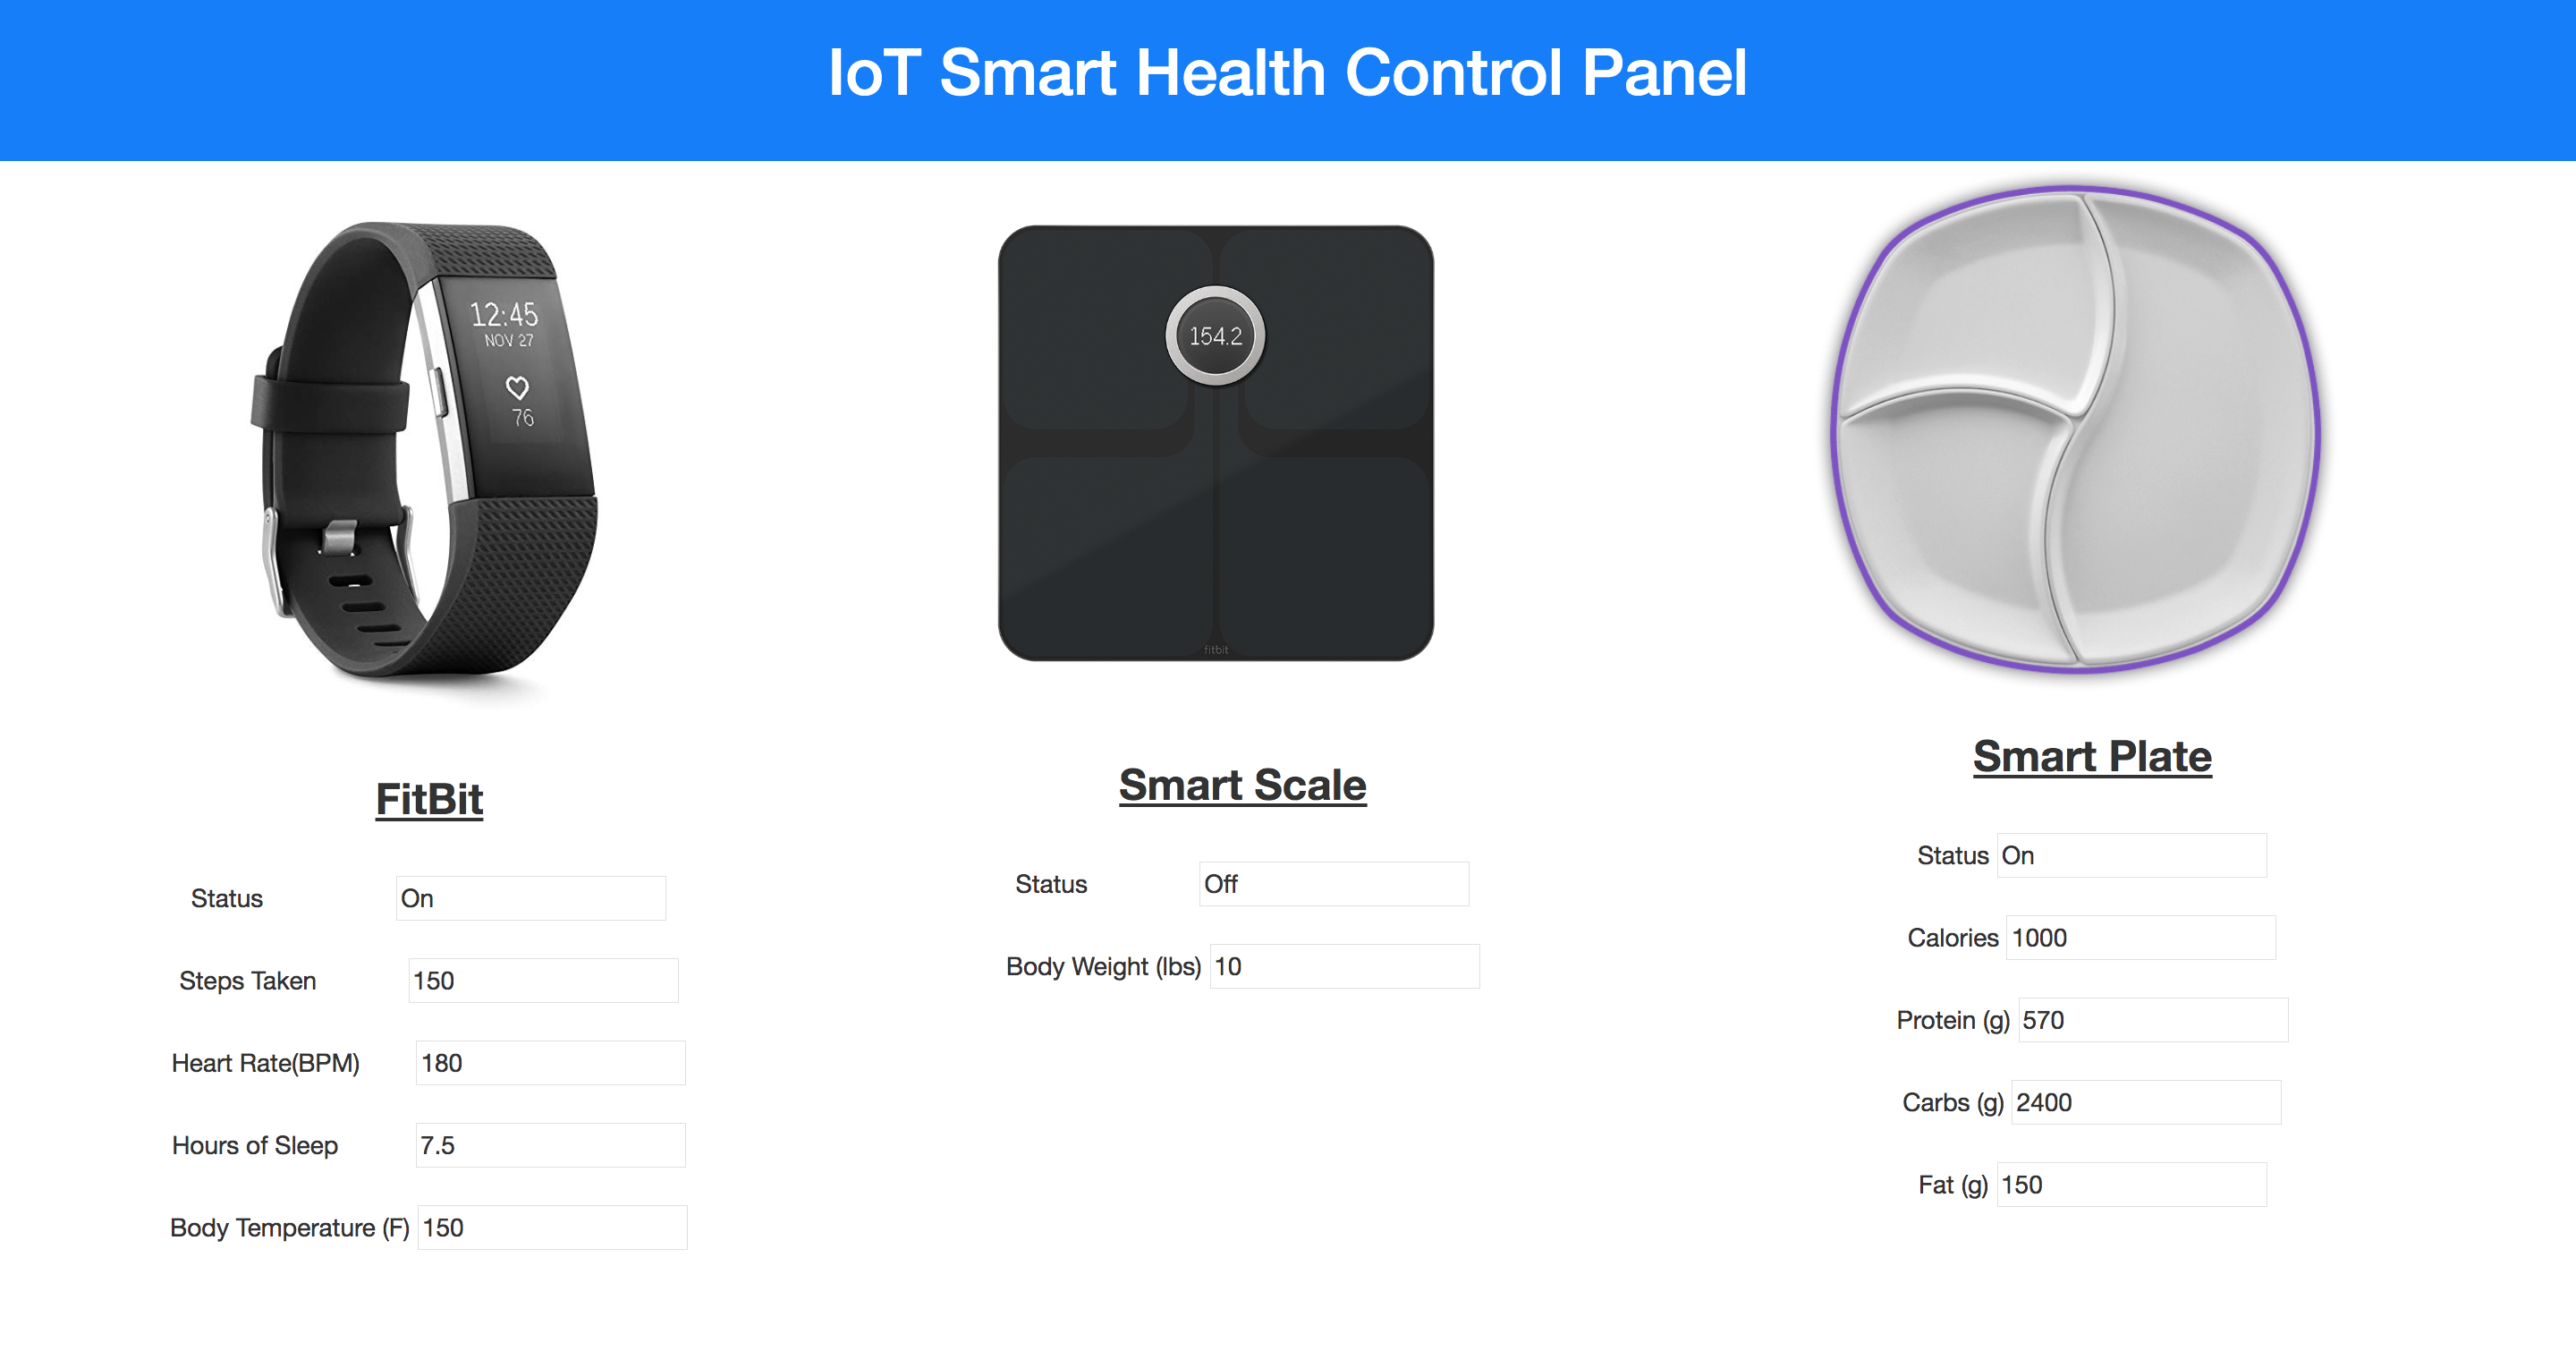 IoT Smart Health Control Panel
12:45
NOV 27
76
154.2
fitbit
FitBit
Status On
Steps Taken 150
Heart Rate(BPM) 180
Hours of Sleep 7.5
Body Temperature (F) 150
Smart Scale
Status Off
Body Weight (lbs) 10
Smart Plate
Status On
Calories 1000
Protein (g) 570
Carbs (g) 2400
Fat (g) 150